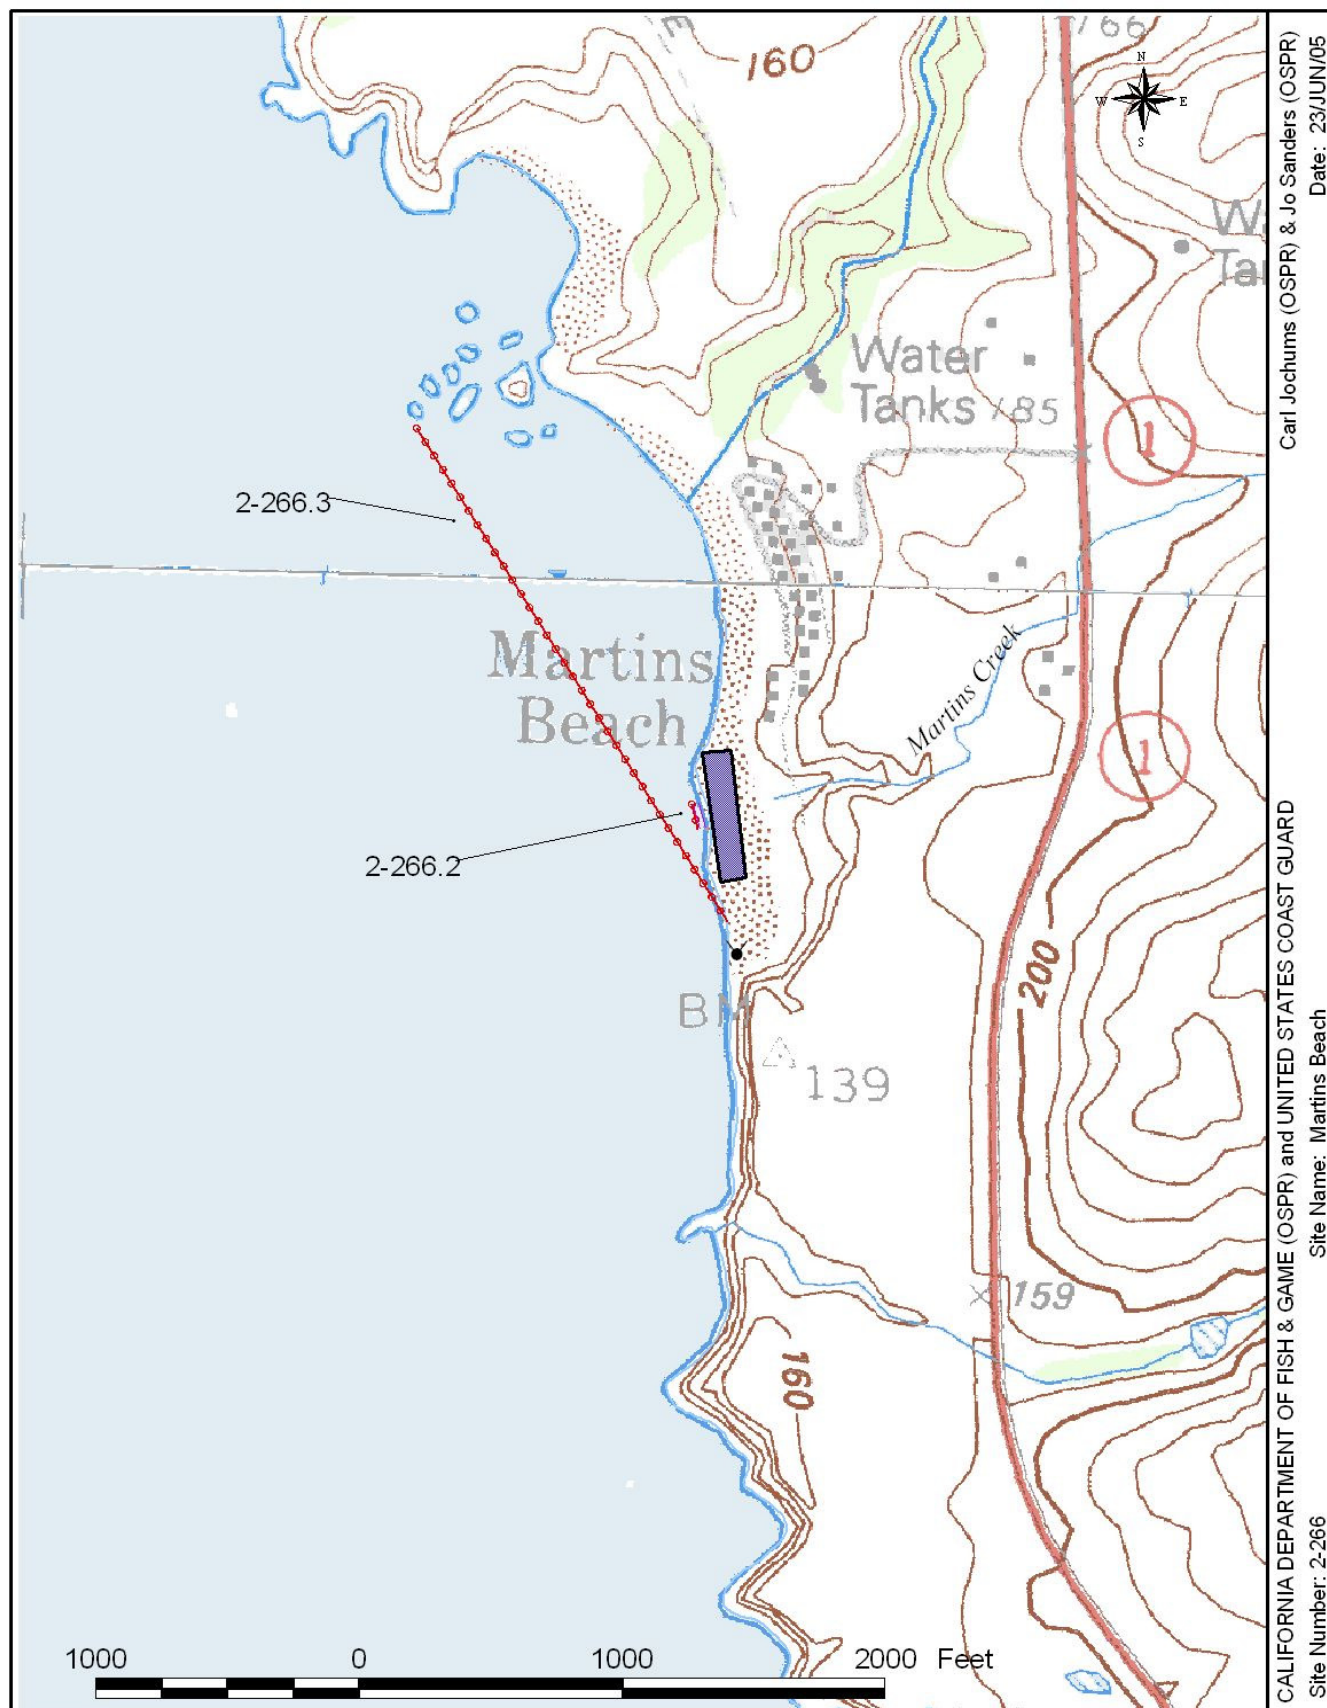 160
766
N
W E
S
Water
Tanks 185
1
2-266.3
Martins
Beach
Martins Creek
1
2-266.2
200
BM
139
159
160
1000 0 1000 2000 Feet
CALIFORNIA DEPARTMENT OF FISH & GAME (OSPR) and UNITED STATES COAST GUARD
Carl Jochums (OSPR) & Jo Sanders (OSPR)
Site Number: 2-266
Site Name: Martins Beach
Date: 23/JUN/05